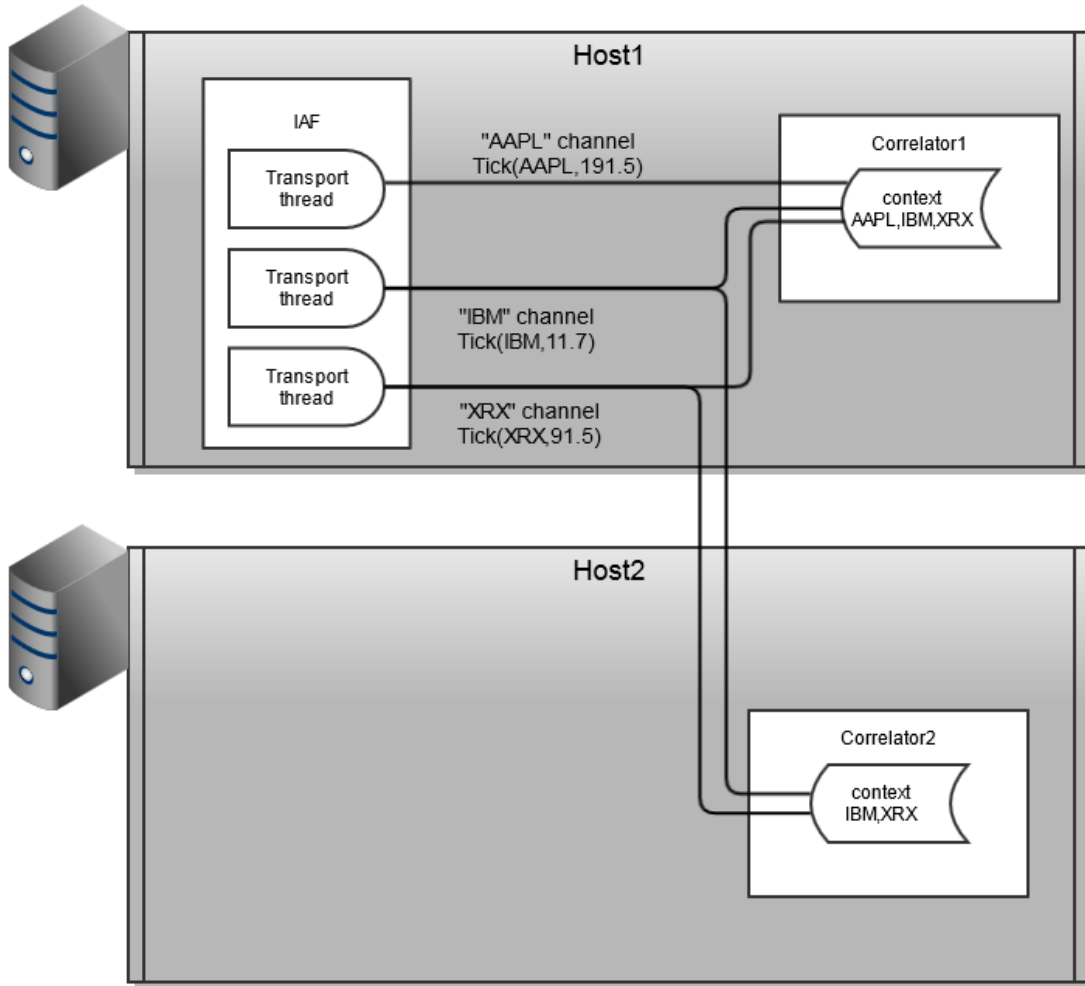 Host1
IAF
Transport
thread
"AAPL" channel
Tick(AAPL,191.5)
Correlator1
context
AAPL,IBM,XRX
Transport
thread
"IBM" channel
Tick(IBM,11.7)
Transport
thread
"XRX" channel
Tick(XRX,91.5)
Host2
Correlator2
context
IBM,XRX